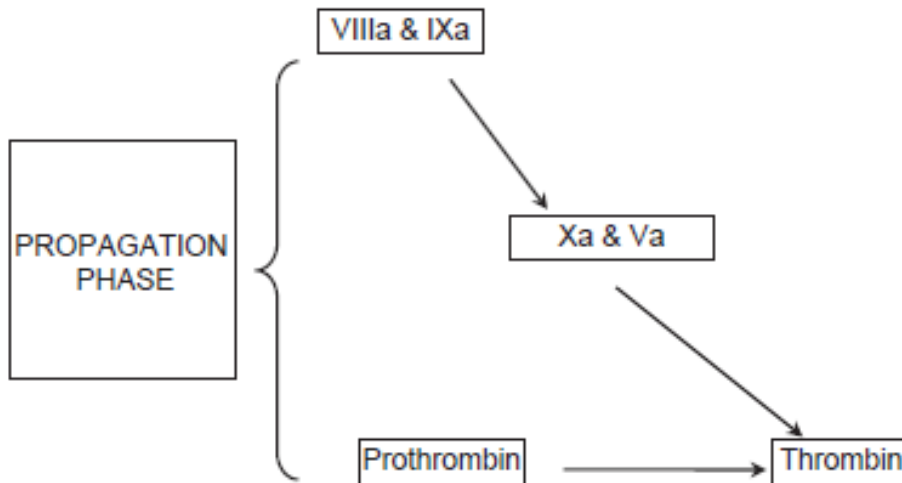 VIIIa & IXa
Xa & Va
PROPAGATION
PHASE
Prothrombin
Thrombin